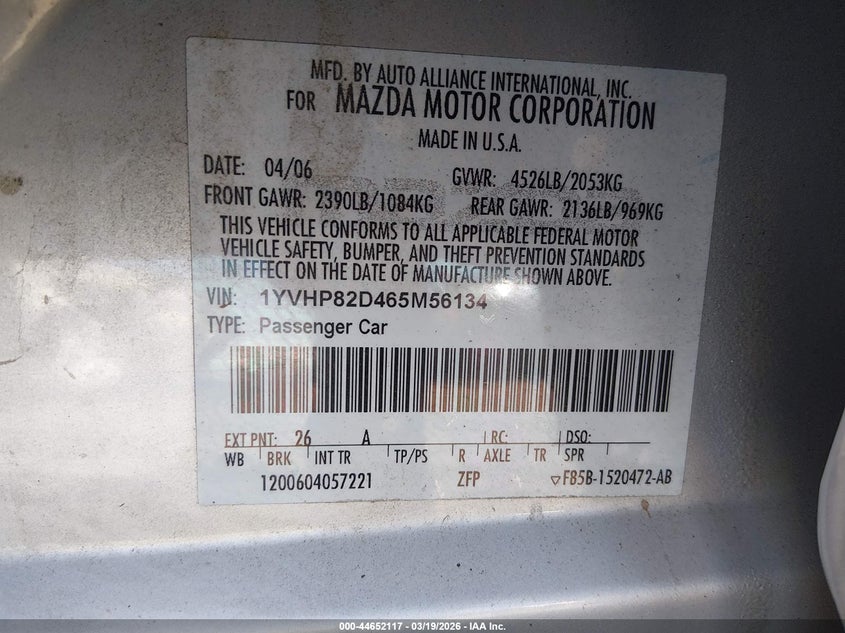 MFD. BY AUTO ALLIANCE INTERNATIONAL, INC.
FOR MAZDA MOTOR CORPORATION
MADE IN U.S.A.
DATE: 04/06 GVWR: 4526LB/2053KG
FRONT GAWR: 2390LB/1084KG REAR GAWR: 2136LB/969KG
THIS VEHICLE CONFORMS TO ALL APPLICABLE FEDERAL MOTOR
VEHICLE SAFETY, BUMPER, AND THEFT PREVENTION STANDARDS
IN EFFECT ON THE DATE OF MANUFACTURE SHOWN ABOVE.
VIN: 1YVHP82D465M56134
TYPE: Passenger Car
EXT PNT: 26 A RC: DSO:
WB BRK INT TR TP/PS R AXLE TR SPR
1200604057221 ZFP ▽FB5B-1520472-AB
000-44652117 — 03/19/2026 — IAA Inc.